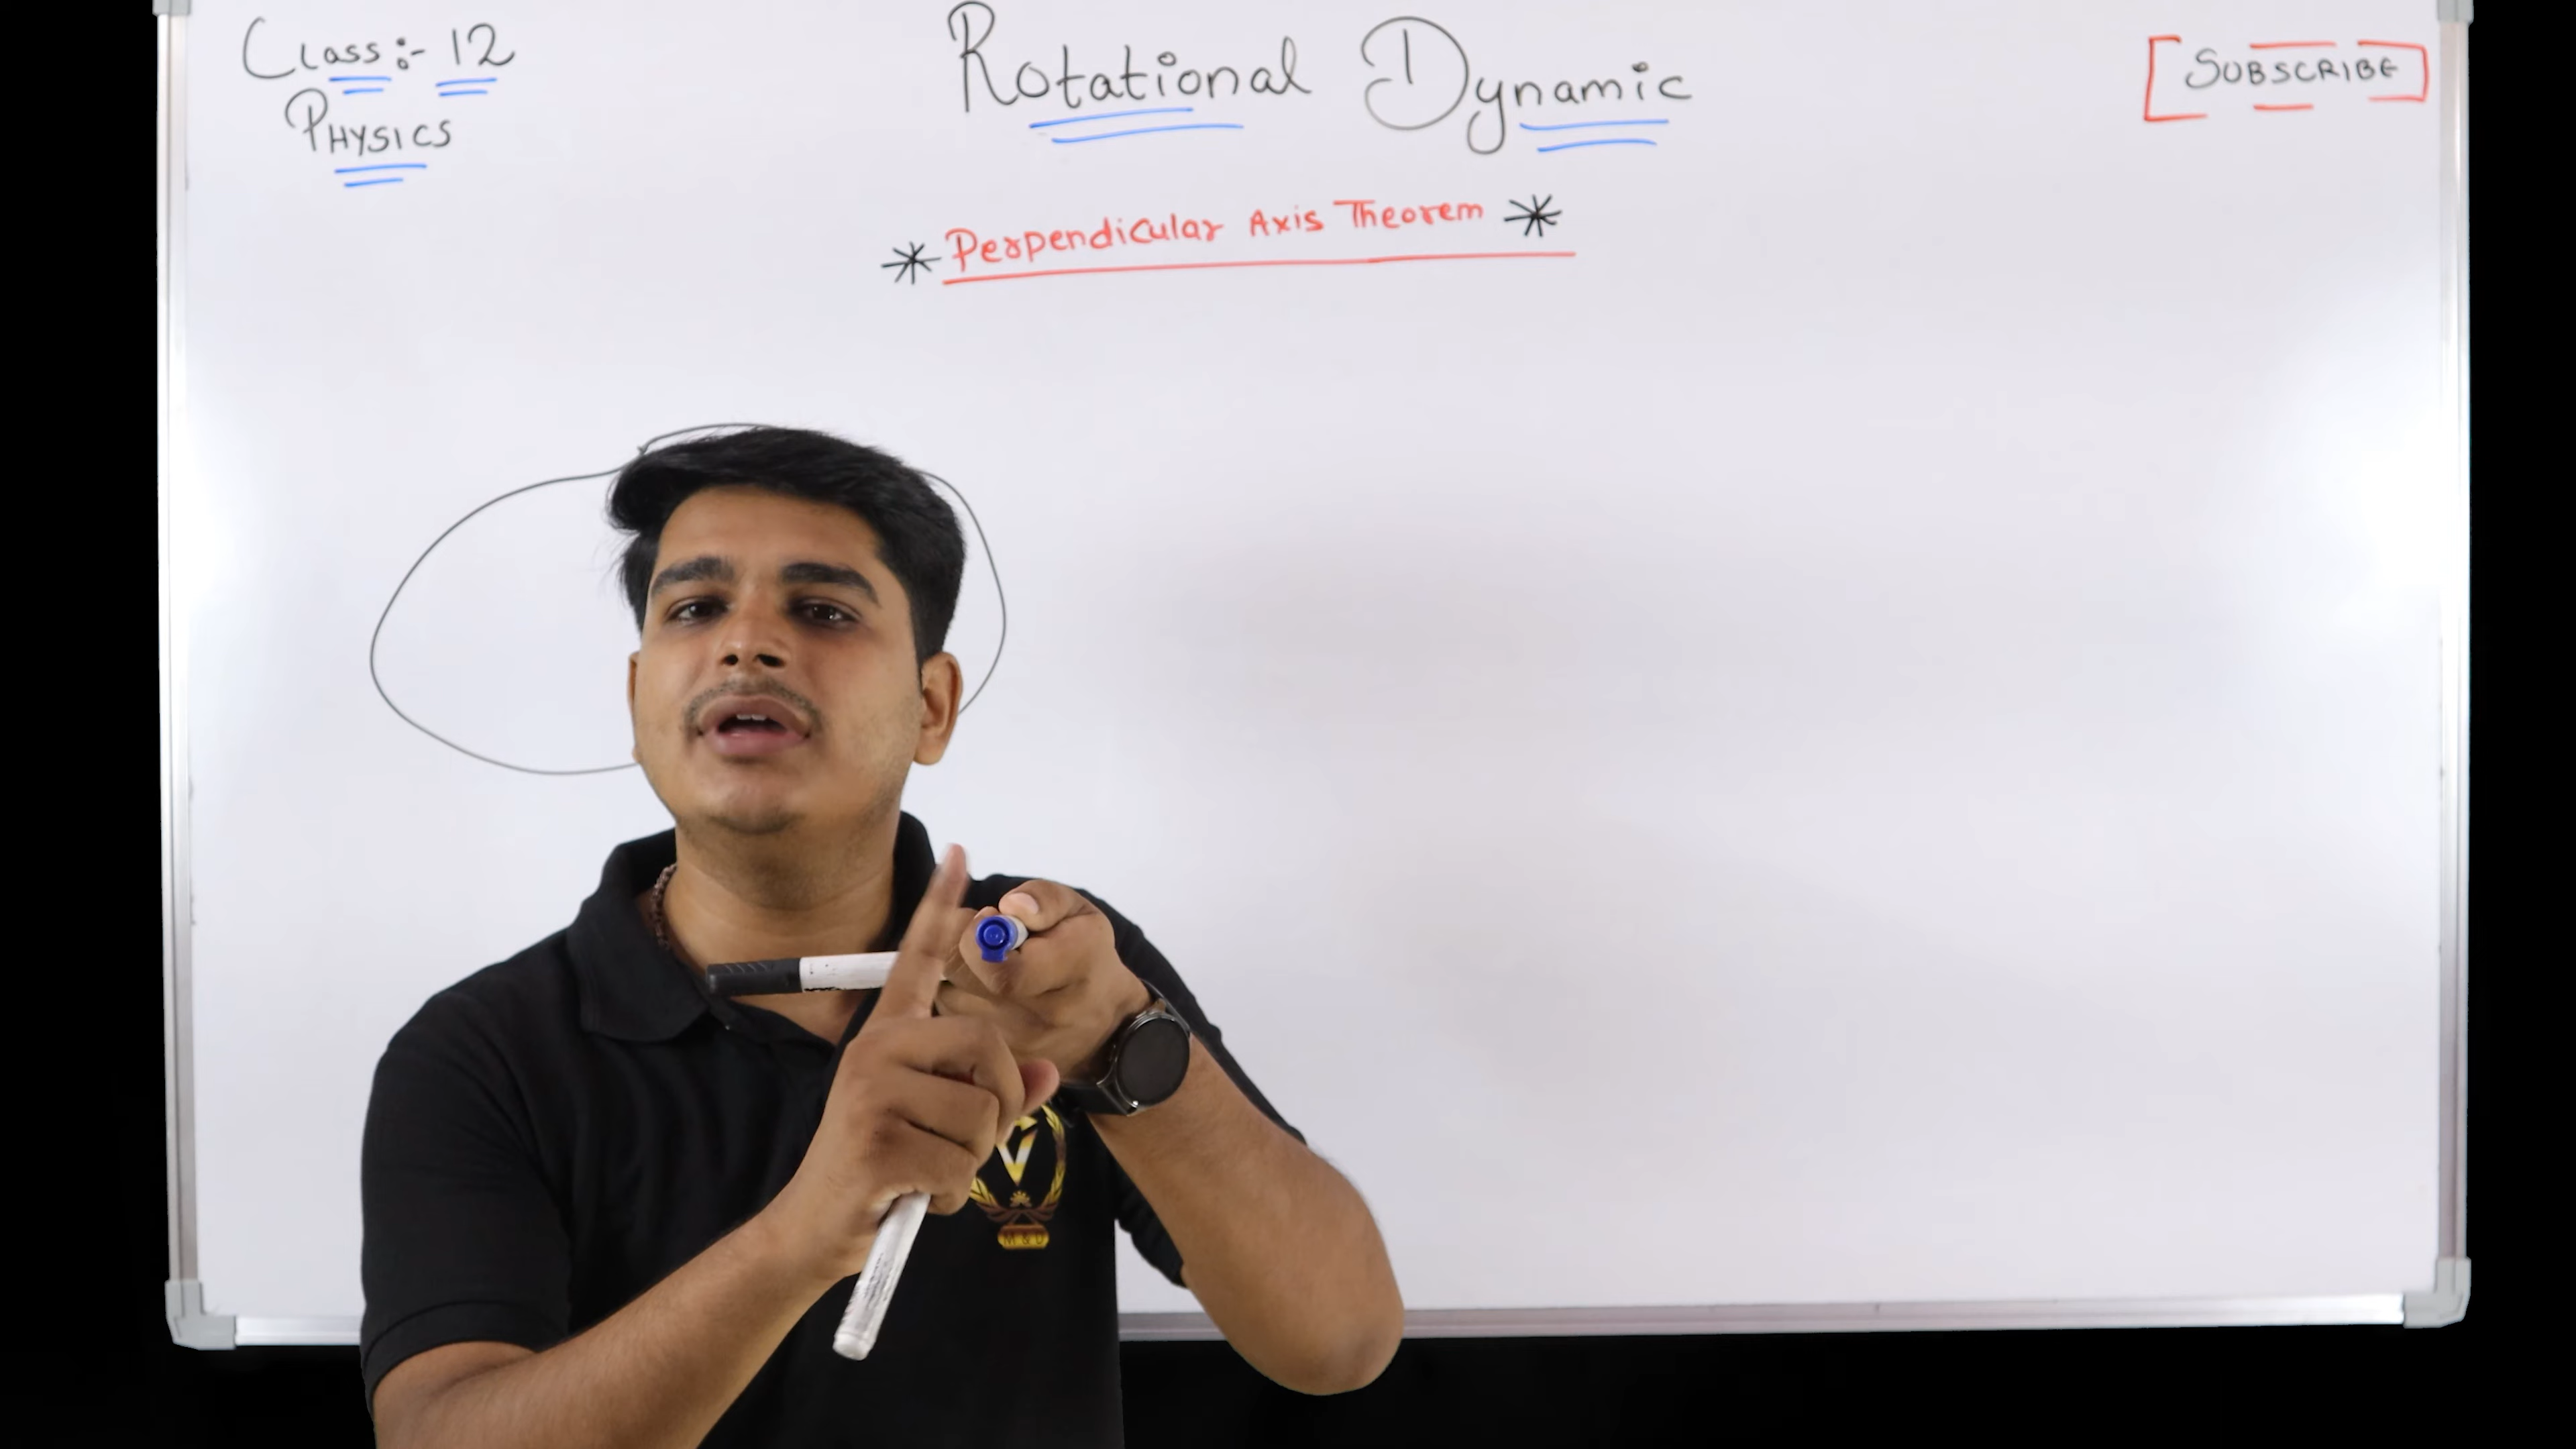 Class:- 12
Physics
Rotational Dynamic
Subscribe
* Perpendicular Axis Theorem *
M & D